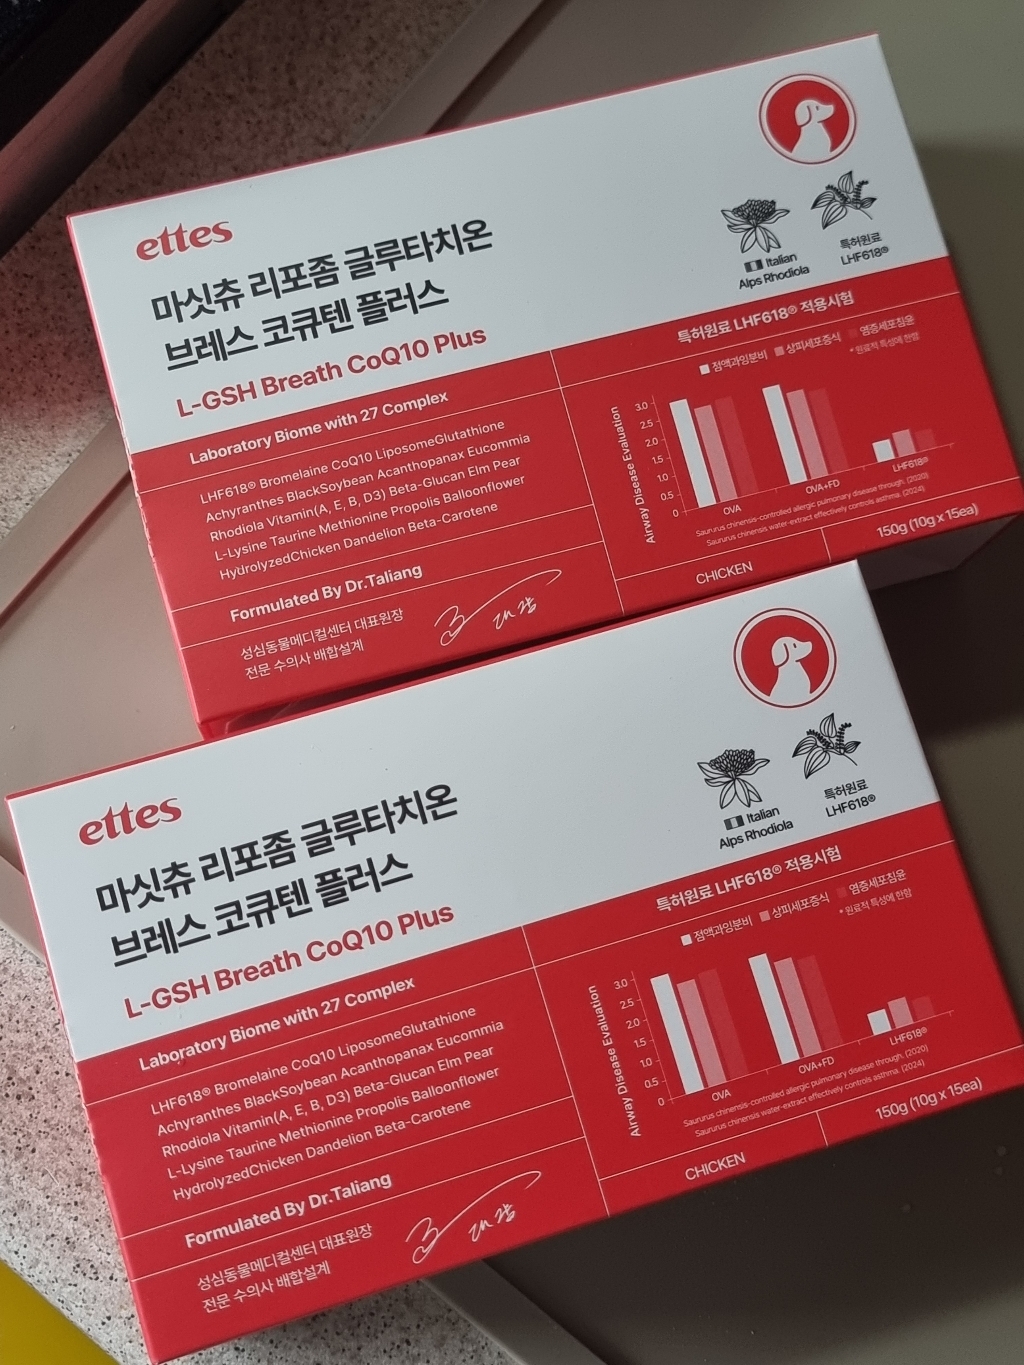 ettes
마싯츄 리포좀 글루타치온
브레스 코큐텐 플러스
L-GSH Breath CoQ10 Plus
Italian
Alps Rhodiola
특허원료
LHF618®
Laboratory Biome with 27 Complex
LHF618® Bromelaine CoQ10 LiposomeGlutathione
Achyranthes BlackSoybean Acanthopanax Eucommia
Rhodiola Vitamin(A, E, B, D3) Beta-Glucan Elm Pear
L-Lysine Taurine Methionine Propolis Balloonflower
HydrolyzedChicken Dandelion Beta-Carotene
Formulated By Dr.Taliang
성심동물메디컬센터 대표원장
전문 수의사 배합설계
특허원료 LHF618® 적용시험
점액과잉분비 상피세포증식 염증세포침윤
* 원료적 특성에 한함
Airway Disease Evaluation
3.0
2.5
2.0
1.5
1.0
0.5
0
OVA OVA+FD LHF618®
Saururus chinensis-controlled allergic pulmonary disease through, (2020)
Saururus chinensis water-extract effectively controls asthma. (2024)
CHICKEN
150g (10g x 15ea)
ettes
마싯츄 리포좀 글루타치온
브레스 코큐텐 플러스
L-GSH Breath CoQ10 Plus
Italian
Alps Rhodiola
특허원료
LHF618®
Laboratory Biome with 27 Complex
LHF618® Bromelaine CoQ10 LiposomeGlutathione
Achyranthes BlackSoybean Acanthopanax Eucommia
Rhodiola Vitamin(A, E, B, D3) Beta-Glucan Elm Pear
L-Lysine Taurine Methionine Propolis Balloonflower
HydrolyzedChicken Dandelion Beta-Carotene
Formulated By Dr.Taliang
성심동물메디컬센터 대표원장
전문 수의사 배합설계
특허원료 LHF618® 적용시험
점액과잉분비 상피세포증식 염증세포침윤
* 원료적 특성에 한함
Airway Disease Evaluation
3.0
2.5
2.0
1.5
1.0
0.5
0
OVA OVA+FD LHF618®
Saururus chinensis-controlled allergic pulmonary disease through, (2020)
Saururus chinensis water-extract effectively controls asthma. (2024)
CHICKEN
150g (10g x 15ea)